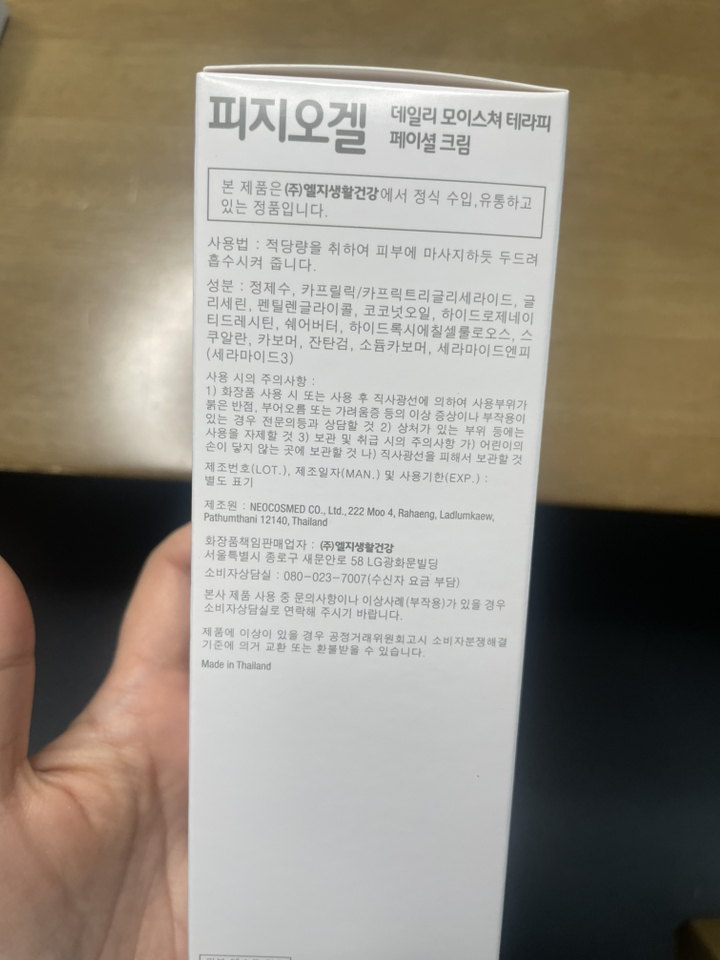 피지오겔
데일리 모이스쳐 테라피
페이셜 크림
본 제품은 (주)엘지생활건강에서 정식 수입,유통하고
있는 정품입니다.
사용법 : 적당량을 취하여 피부에 마사지하듯 두드려
흡수시켜 줍니다.
성분 : 정제수, 카프릴릭/카프릭트리글리세라이드, 글
리세린, 펜틸렌글라이콜, 코코넛오일, 하이드로제네이
티드레시틴, 쉐어버터, 하이드록시에칠셀룰로오스, 스
쿠알란, 카보머, 잔탄검, 소듐카보머, 세라마이드엔피
(세라마이드3)
사용 시의 주의사항 :
1) 화장품 사용 시 또는 사용 후 직사광선에 의하여 사용부위가
붉은 반점, 부어오름 또는 가려움증 등의 이상 증상이나 부작용이
있는 경우 전문의등과 상담할 것 2) 상처가 있는 부위 등에는
사용을 자제할 것 3) 보관 및 취급 시의 주의사항 가) 어린이의
손이 닿지 않는 곳에 보관할 것 나) 직사광선을 피해서 보관할 것
제조번호(LOT.), 제조일자(MAN.) 및 사용기한(EXP.) :
별도 표기
제조원 : NEOCOSMED CO., Ltd.,222 Moo 4, Rahaeng, Ladlumkaew,
Pathumthani 12140, Thailand
화장품책임판매업자 : (주)엘지생활건강
서울특별시 종로구 새문안로 58 LG광화문빌딩
소비자상담실 : 080-023-7007(수신자 요금 부담)
본사 제품 사용 중 문의사항이나 이상사례(부작용)가 있을 경우
소비자상담실로 연락해 주시기 바랍니다.
제품에 이상이 있을 경우 공정거래위원회고시 소비자분쟁해결
기준에 의거 교환 또는 환불받을 수 있습니다.
Made in Thailand